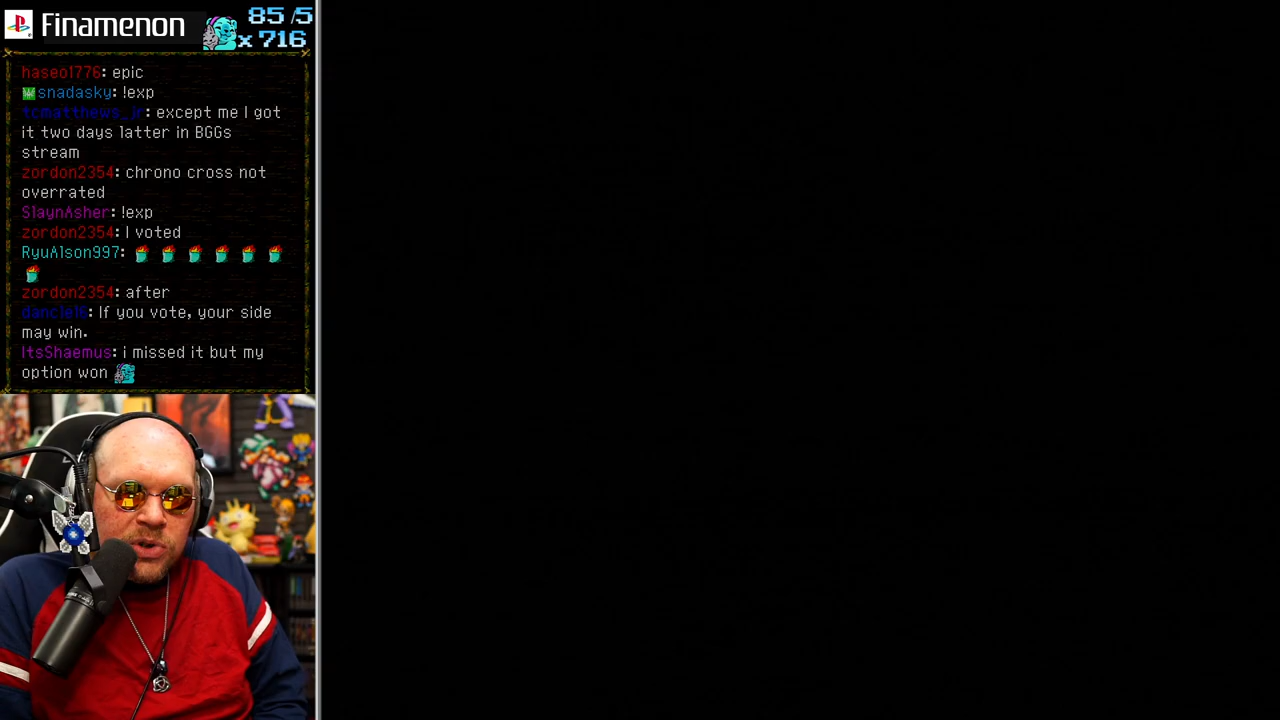 Finamenon
85 /5
x 716
haseo1776: epic
snadasky: !exp
tcmatthews_jr: except me I got
it two days latter in BGGs
stream
zordon2354: chrono cross not
overrated
SlaynAsher: !exp
zordon2354: I voted
RyuAlson997:
zordon2354: after
dancle16: If you vote, your side
may win.
ItsShaemus: i missed it but my
option won